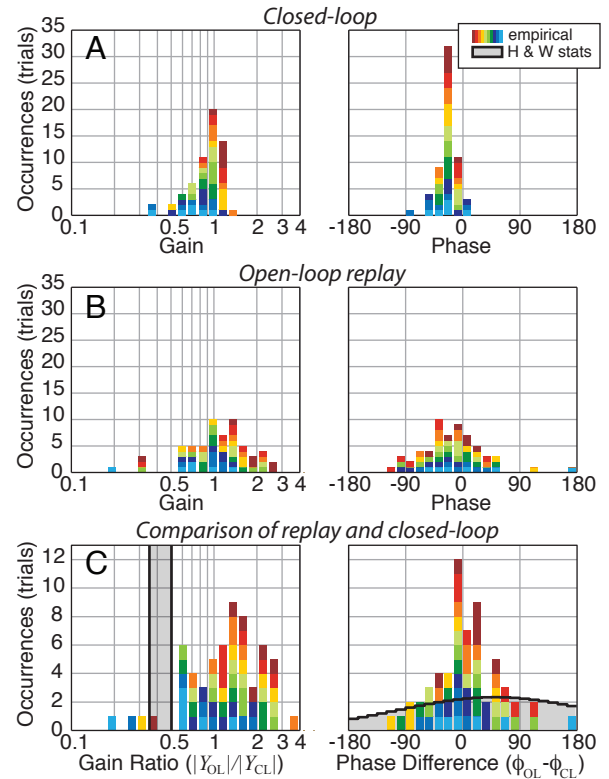 Closed-loop
empirical
H & W stats
A
Occurrences (trials)
35
30
25
20
15
10
5
0
0.1 0.5 1 2 3 4
Gain
-180 -90 0 90 180
Phase
Open-loop replay
B
Occurrences (trials)
35
30
25
20
15
10
5
0
0.1 0.5 1 2 3 4
Gain
-180 -90 0 90 180
Phase
Comparison of replay and closed-loop
C
Occurrences (trials)
12
10
8
6
4
2
0
0.1 0.5 1 2 3 4
Gain Ratio (|Y_OL|/|Y_CL|)
-180 -90 0 90 180
Phase Difference (ϕ_OL-ϕ_CL)